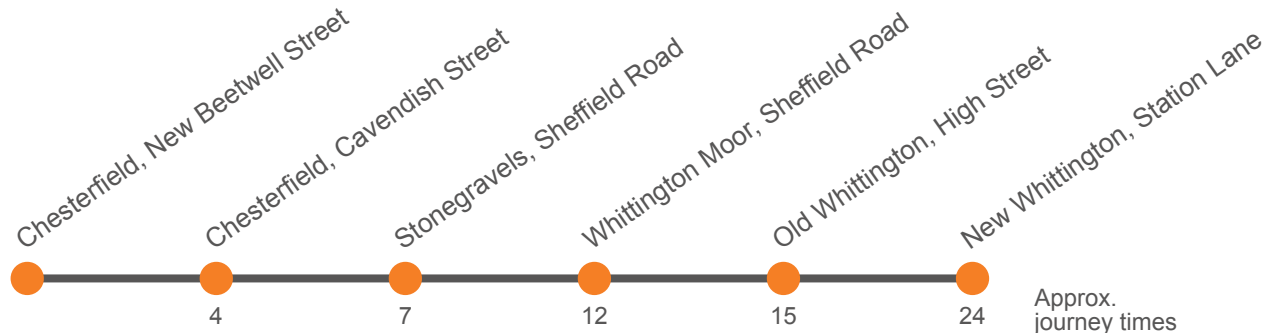 Chesterfield, New Beetwell Street
Chesterfield, Cavendish Street
Stonegravels, Sheffield Road
Whittington Moor, Sheffield Road
Old Whittington, High Street
New Whittington, Station Lane
4
7
12
15
24
Approx.
journey times